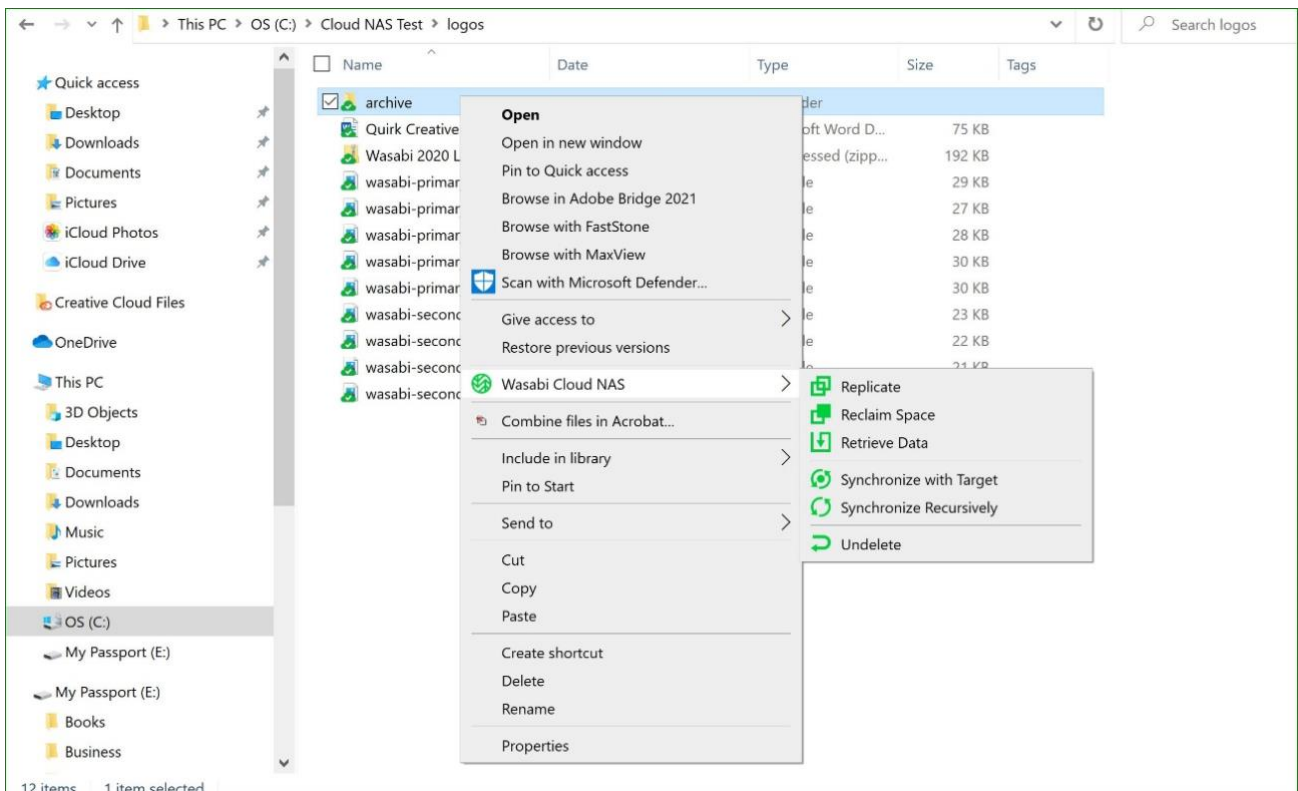 This PC > OS (C:) > Cloud NAS Test > logos
Search logos
Name Date Type Size Tags
Quick access
Desktop
Downloads
Documents
Pictures
iCloud Photos
iCloud Drive
Creative Cloud Files
OneDrive
This PC
3D Objects
Desktop
Documents
Downloads
Music
Pictures
Videos
OS (C:)
My Passport (E:)
My Passport (E:)
Books
Business
archive
Quirk Creative
oft Word D... 75 KB
Wasabi 2020 L
essed (zipp... 192 KB
wasabi-primar
29 KB
wasabi-primar
27 KB
wasabi-primar
28 KB
wasabi-primar
30 KB
wasabi-primar
30 KB
wasabi-second
23 KB
wasabi-second
22 KB
wasabi-second
21 KB
wasabi-second
Open
Open in new window
Pin to Quick access
Browse in Adobe Bridge 2021
Browse with FastStone
Browse with MaxView
Scan with Microsoft Defender...
Give access to
Restore previous versions
Wasabi Cloud NAS
Combine files in Acrobat...
Include in library
Pin to Start
Send to
Cut
Copy
Paste
Create shortcut
Delete
Rename
Properties
Replicate
Reclaim Space
Retrieve Data
Synchronize with Target
Synchronize Recursively
Undelete
12 items 1 item selected